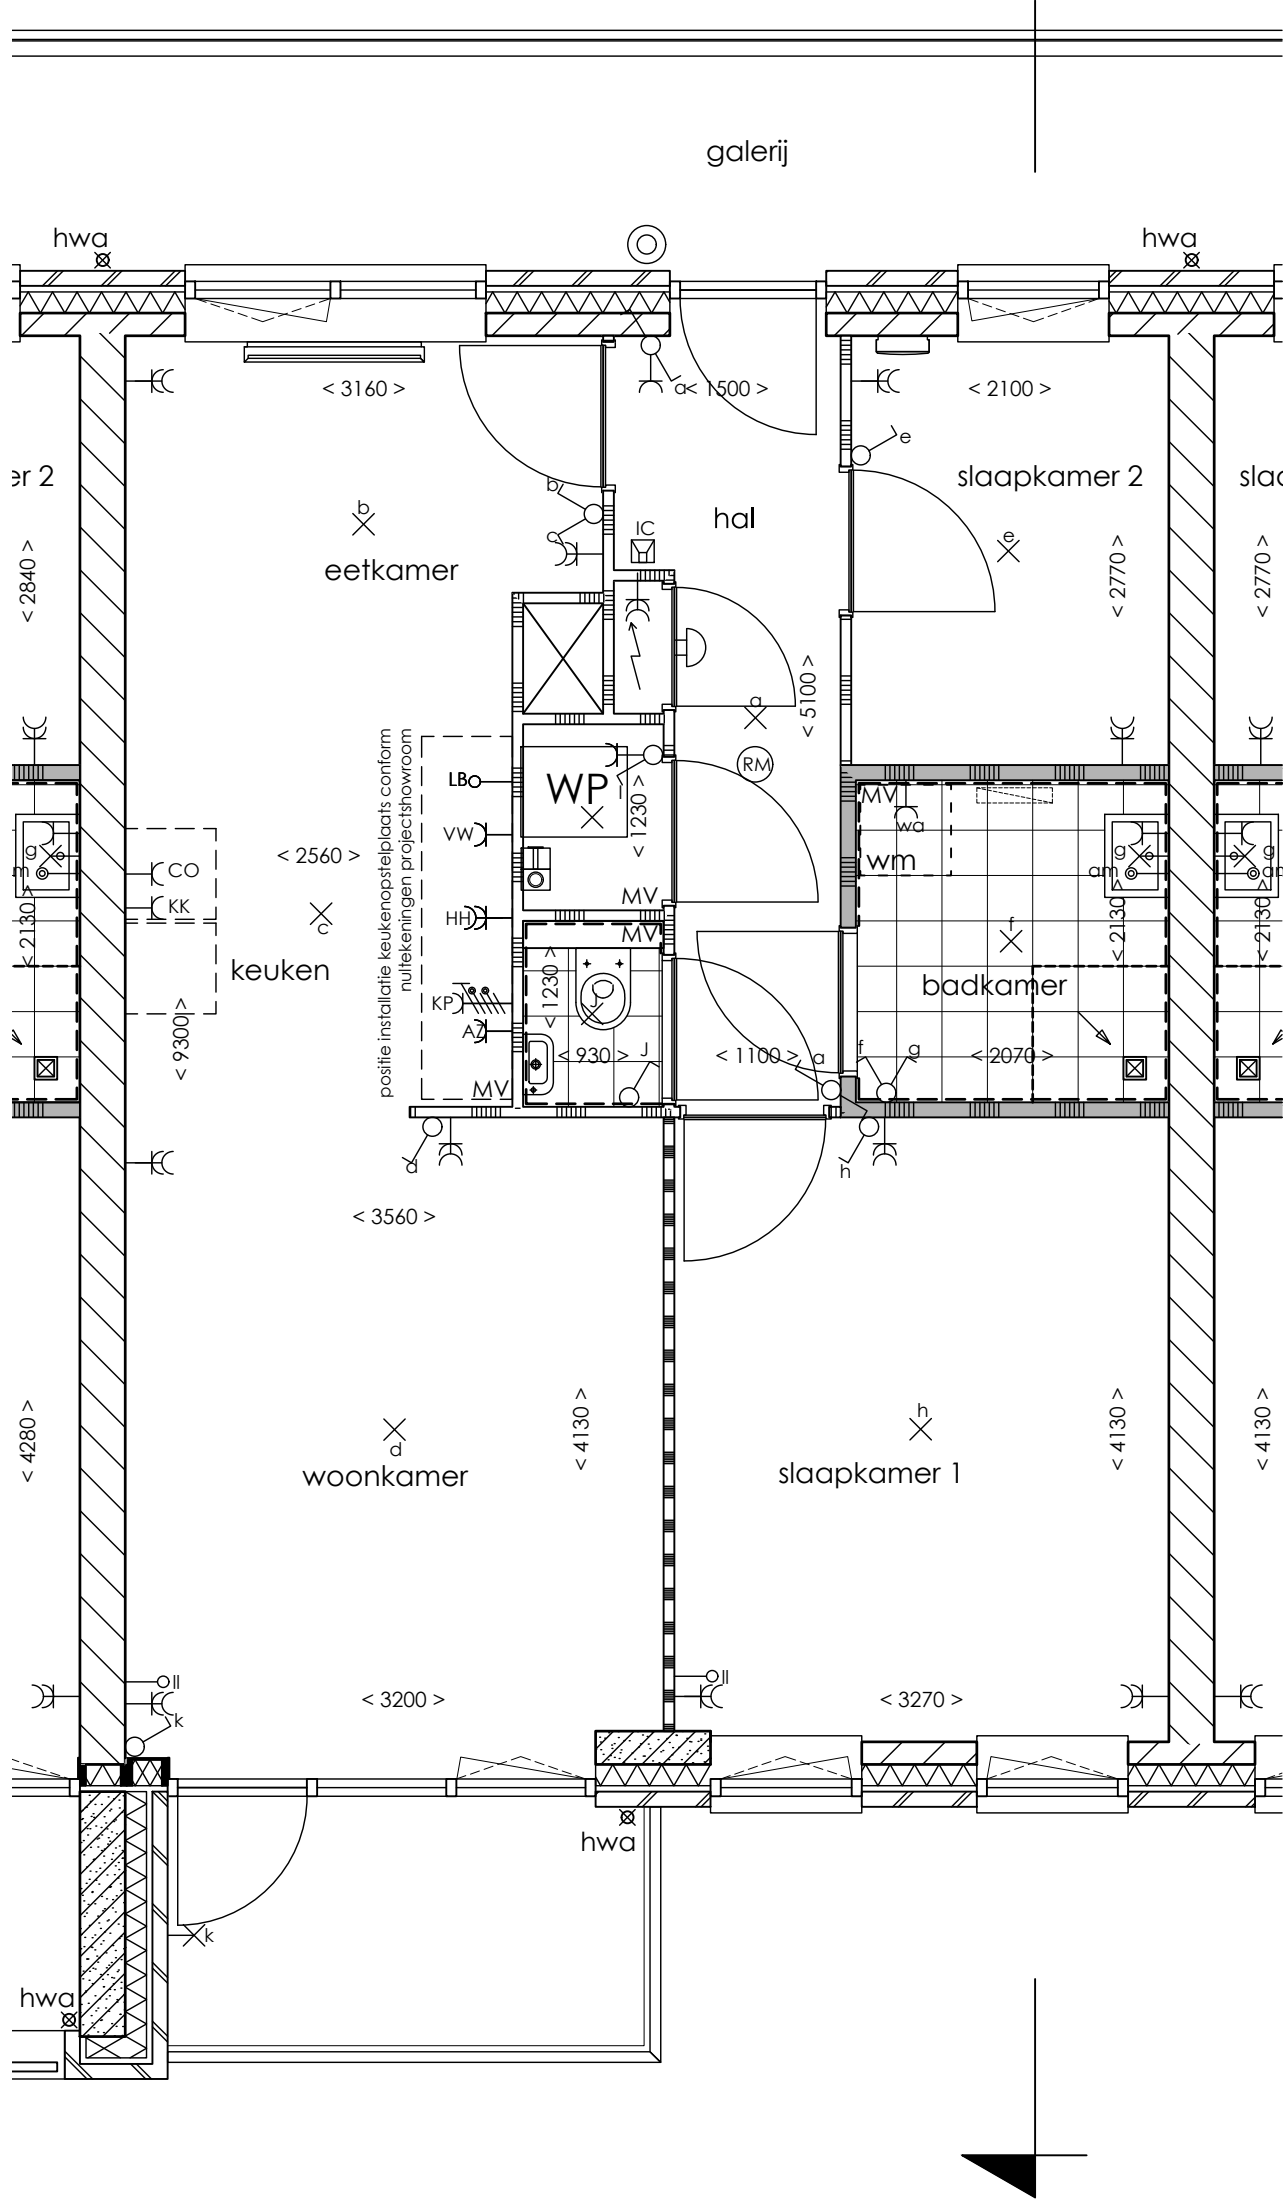 galerij
hwa
hwa
< 3160 >
a
< 1500 >
< 2100 >
e
er 2
slaapkamer 2
slac
b
b
hal
IC
c
e
eetkamer
< 2840 >
< 2770 >
< 2770 >
< 5100 >
a
RM
positie installatie keukenopstelplaats conform
nultekeningen projectshowroom
LB
WP
i
< 1230 >
MV
wa
VW
< 2560 >
wm
g
m
CO
g
am
g
am
KK
MV
< 2130 >
c
HH
MV
f
< 2130 >
< 2130 >
keuken
badkamer
< 1230 >
KP
J
< 9300>
AZ
< 930 >
J
< 1100 >
a
f
g
< 2070 >
MV
d
h
< 3560 >
< 4280 >
< 4130 >
h
< 4130 >
< 4130 >
d
woonkamer
slaapkamer 1
ll
ll
< 3200 >
< 3270 >
k
hwa
k
hwa